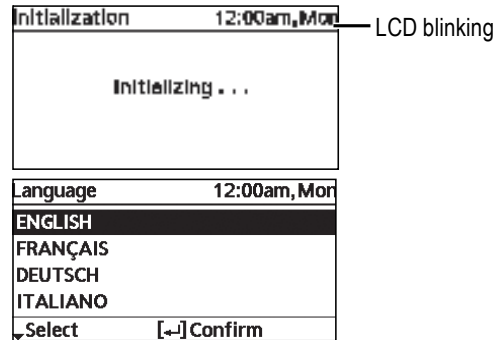 Initialization 12:00am,Mon
LCD blinking
Initializing...
Language 12:00am,Mon
ENGLISH
FRANÇAIS
DEUTSCH
ITALIANO
Select [↵]Confirm